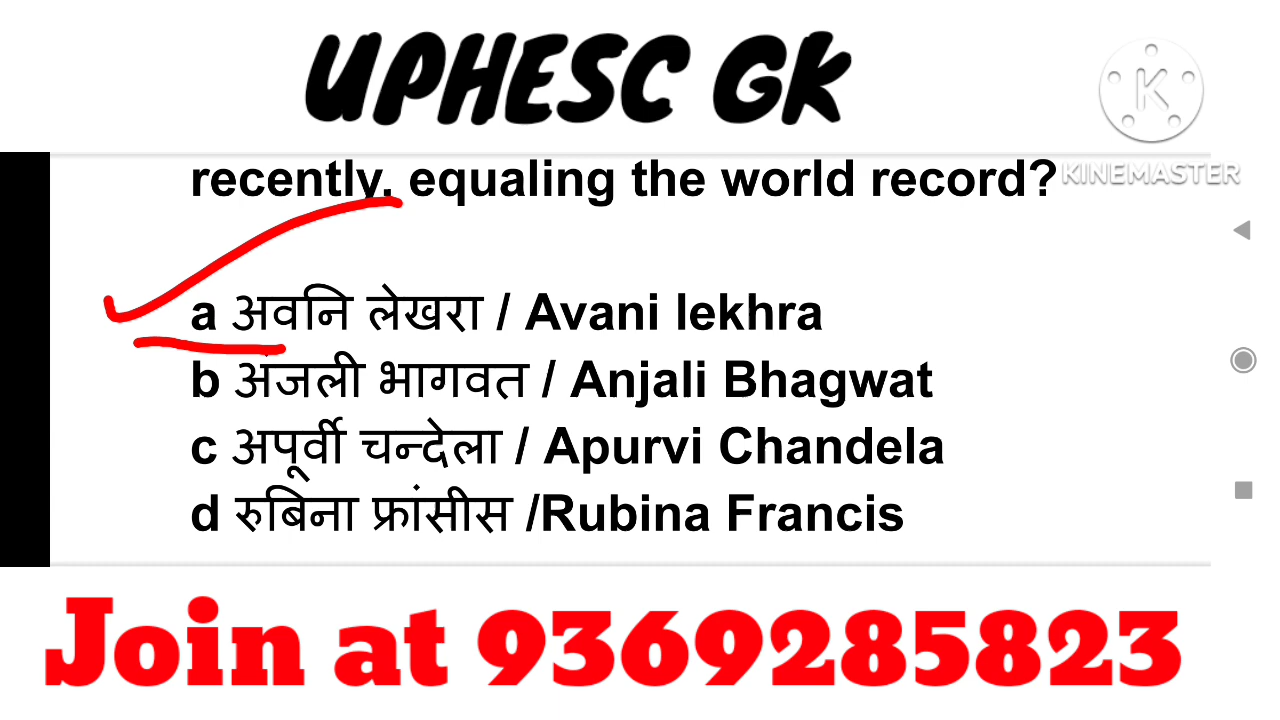 UPHESC GK
K
KINEMASTER
recently, equaling the world record?
a अवनि लेखरा / Avani lekhra
b अंजली भागवत / Anjali Bhagwat
c अपूर्वी चन्देला / Apurvi Chandela
d रुबिना फ्रांसीस /Rubina Francis
Join at 9369285823